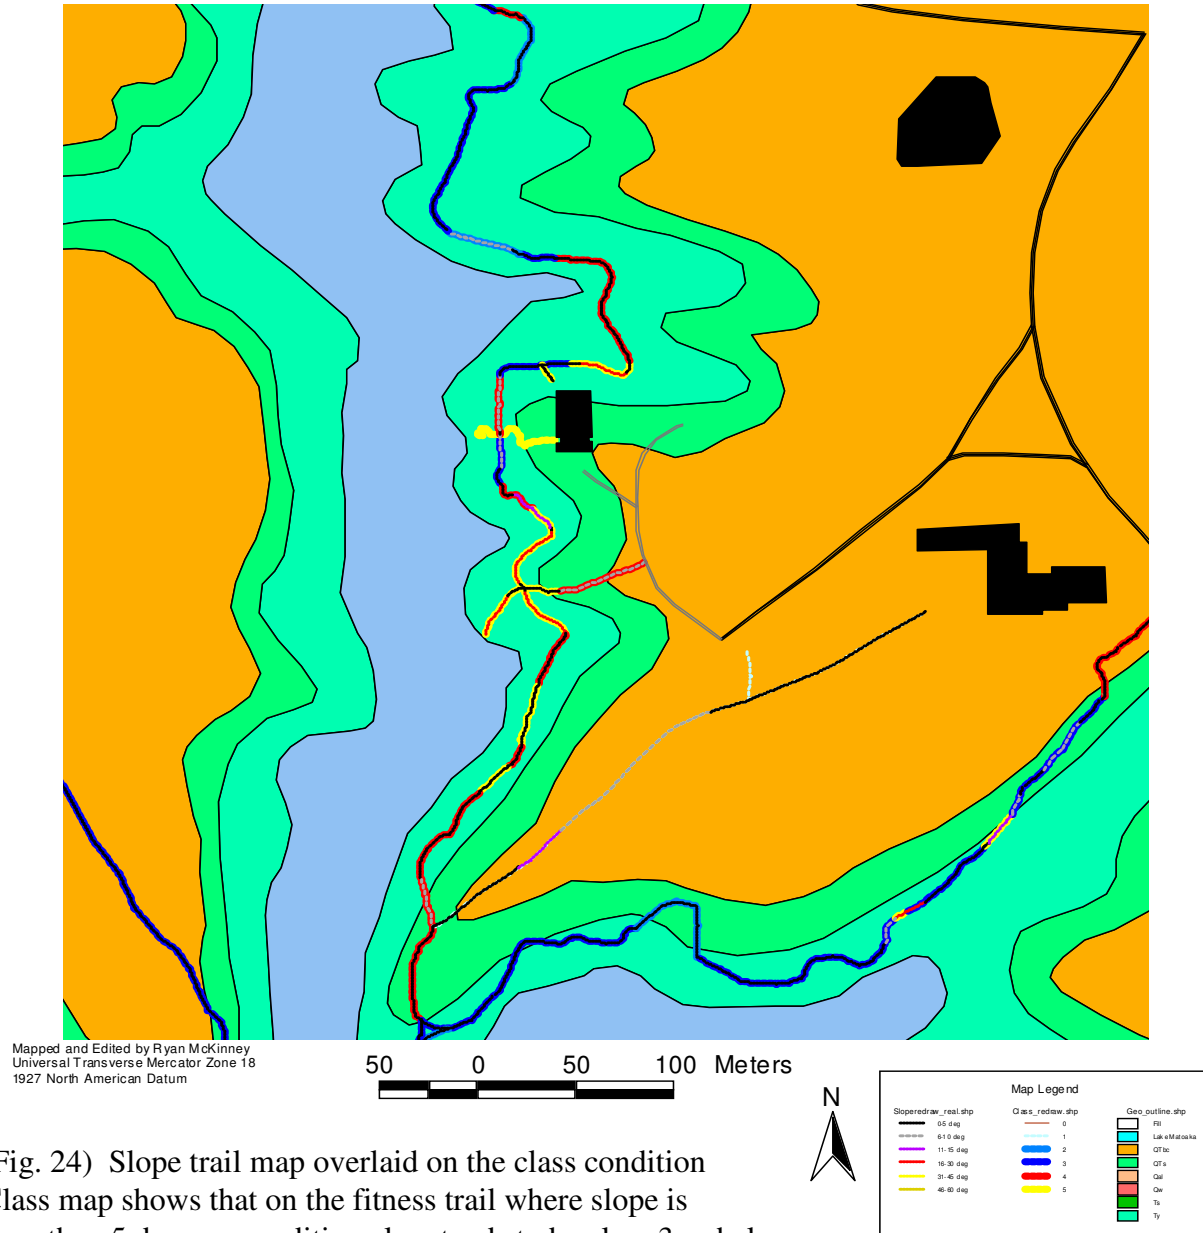 Mapped and Edited by Ryan McKinney
Universal Transverse Mercator Zone 18
1927 North American Datum
50 0 50 100 Meters
N
Map Legend
Sloperedraw_real.shp
0-5 deg
6-10 deg
11-15 deg
16-30 deg
31-45 deg
46-60 deg
Class_redraw.shp
0
1
2
3
4
5
Geo_outline.shp
Fill
Lake Matoaka
QTbc
QTs
Qal
Qw
Ts
Ty
Fig. 24) Slope trail map overlaid on the class condition
Class map shows that on the fitness trail where slope is